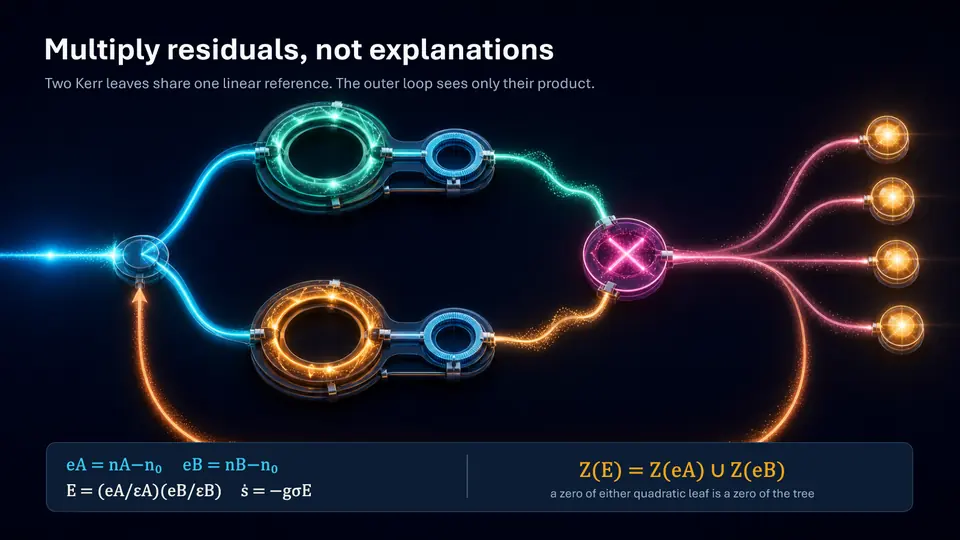 Multiply residuals, not explanations
Two Kerr leaves share one linear reference. The outer loop sees only their product.
eA = nA−n₀ eB = nB−n₀
E = (eA/εA)(eB/εB) ṡ = −gσE
Z(E) = Z(eA) ∪ Z(eB)
a zero of either quadratic leaf is a zero of the tree